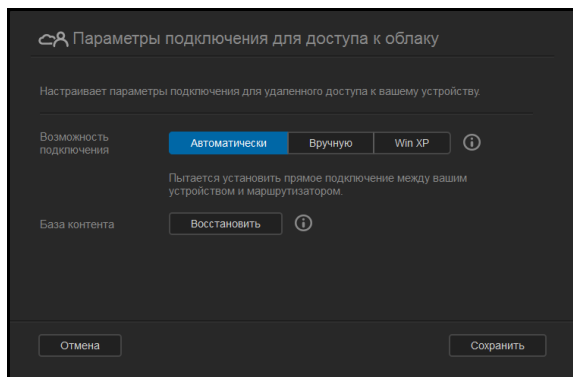 Параметры подключения для доступа к облаку
Настраивает параметры подключения для удаленного доступа к вашему устройству.
Возможность
подключения
Автоматически Вручную Win XP
Пытается установить прямое подключение между вашим
устройством и маршрутизатором.
База контента
Восстановить
Отмена
Сохранить